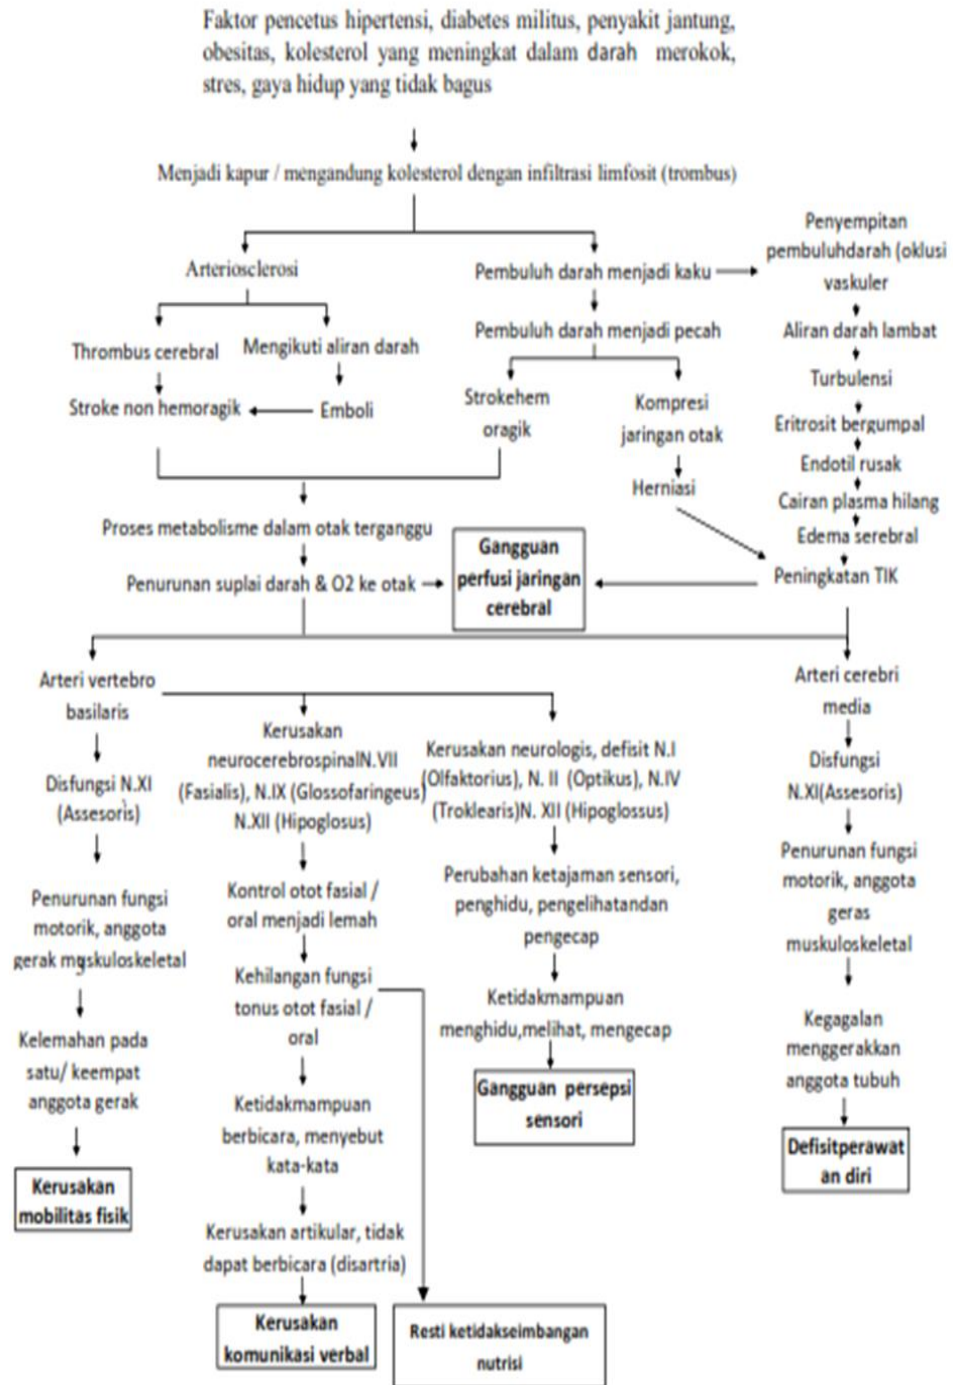 Faktor pencetus hipertensi, diabetes militus, penyakit jantung,
obesitas, kolesterol yang meningkat dalam darah merokok,
stres, gaya hidup yang tidak bagus
Menjadi kapur / mengandung kolesterol dengan infiltrasi limfosit (trombus)
Arteriosclerosi
Pembuluh darah menjadi kaku
Penyempitan
pembuluhdarah (oklusi
vaskuler
Thrombus cerebral
Mengikuti aliran darah
Pembuluh darah menjadi pecah
Aliran darah lambat
Turbulensi
Stroke non hemoragik
Emboli
Strokehem
oragik
Kompresi
jaringan otak
Eritrosit bergumpal
Endotil rusak
Herniasi
Cairan plasma hilang
Edema serebral
Proses metabolisme dalam otak terganggu
Penurunan suplai darah & O2 ke otak
Gangguan
perfusi jaringan
cerebral
Peningkatan TIK
Arteri vertebro
basilaris
Disfungsi N.XI
(Assesoris)
Penurunan fungsi
motorik, anggota
gerak muskuloskeletal
Kelemahan pada
satu/ keempat
anggota gerak
Kerusakan
mobilitas fisik
Kerusakan
neurocerebrospinalN.VII
(Fasialis), N.IX (Glossofaringeus)
N.XII (Hipoglosus)
Kontrol otot fasial /
oral menjadi lemah
Kehilangan fungsi
tonus otot fasial /
oral
Ketidakmampuan
berbicara, menyebut
kata-kata
Kerusakan artikular, tidak
dapat berbicara (disartria)
Kerusakan
komunikasi verbal
Resti ketidakseimbangan
nutrisi
Kerusakan neurologis, defisit N.I
(Olfaktorius), N. II (Optikus), N.IV
(Troklearis)N. XII (Hipoglossus)
Perubahan ketajaman sensori,
penghidu, pengelihatandan
pengecap
Ketidakmampuan
menghidu,melihat, mengecap
Gangguan persepsi
sensori
Arteri cerebri
media
Disfungsi
N.XI(Assesoris)
Penurunan fungsi
motorik, anggota
geras
muskuloskeletal
Kegagalan
menggerakkan
anggota tubuh
Defisitperawat
an diri